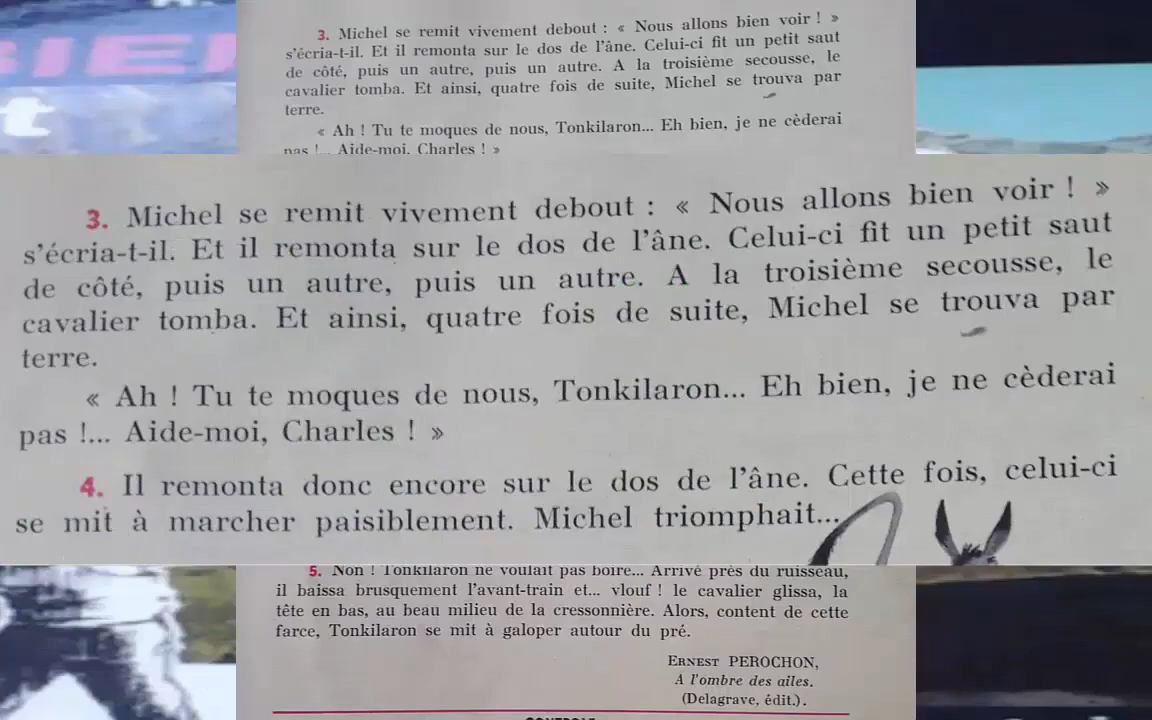 BIEN
t
3. Michel se remit vivement debout : « Nous allons bien voir ! »
s'écria-t-il. Et il remonta sur le dos de l'âne. Celui-ci fit un petit saut
de côté, puis un autre, puis un autre. A la troisième secousse, le
cavalier tomba. Et ainsi, quatre fois de suite, Michel se trouva par
terre.
« Ah ! Tu te moques de nous, Tonkilaron... Eh bien, je ne cèderai
pas !... Aide-moi, Charles ! »
3. Michel se remit vivement debout : « Nous allons bien voir ! »
s'écria-t-il. Et il remonta sur le dos de l'âne. Celui-ci fit un petit saut
de côté, puis un autre, puis un autre. A la troisième secousse, le
cavalier tomba. Et ainsi, quatre fois de suite, Michel se trouva par
terre.
« Ah ! Tu te moques de nous, Tonkilaron... Eh bien, je ne cèderai
pas !... Aide-moi, Charles ! »
4. Il remonta donc encore sur le dos de l'âne. Cette fois, celui-ci
se mit à marcher paisiblement. Michel triomphait...
5. Non ! Tonkilaron ne voulait pas boire... Arrivé près du ruisseau,
il baissa brusquement l'avant-train et... vlouf ! le cavalier glissa, la
tête en bas, au beau milieu de la cressonnière. Alors, content de cette
farce, Tonkilaron se mit à galoper autour du pré.
ERNEST PEROCHON,
A l'ombre des ailes.
(Delagrave, édit.).